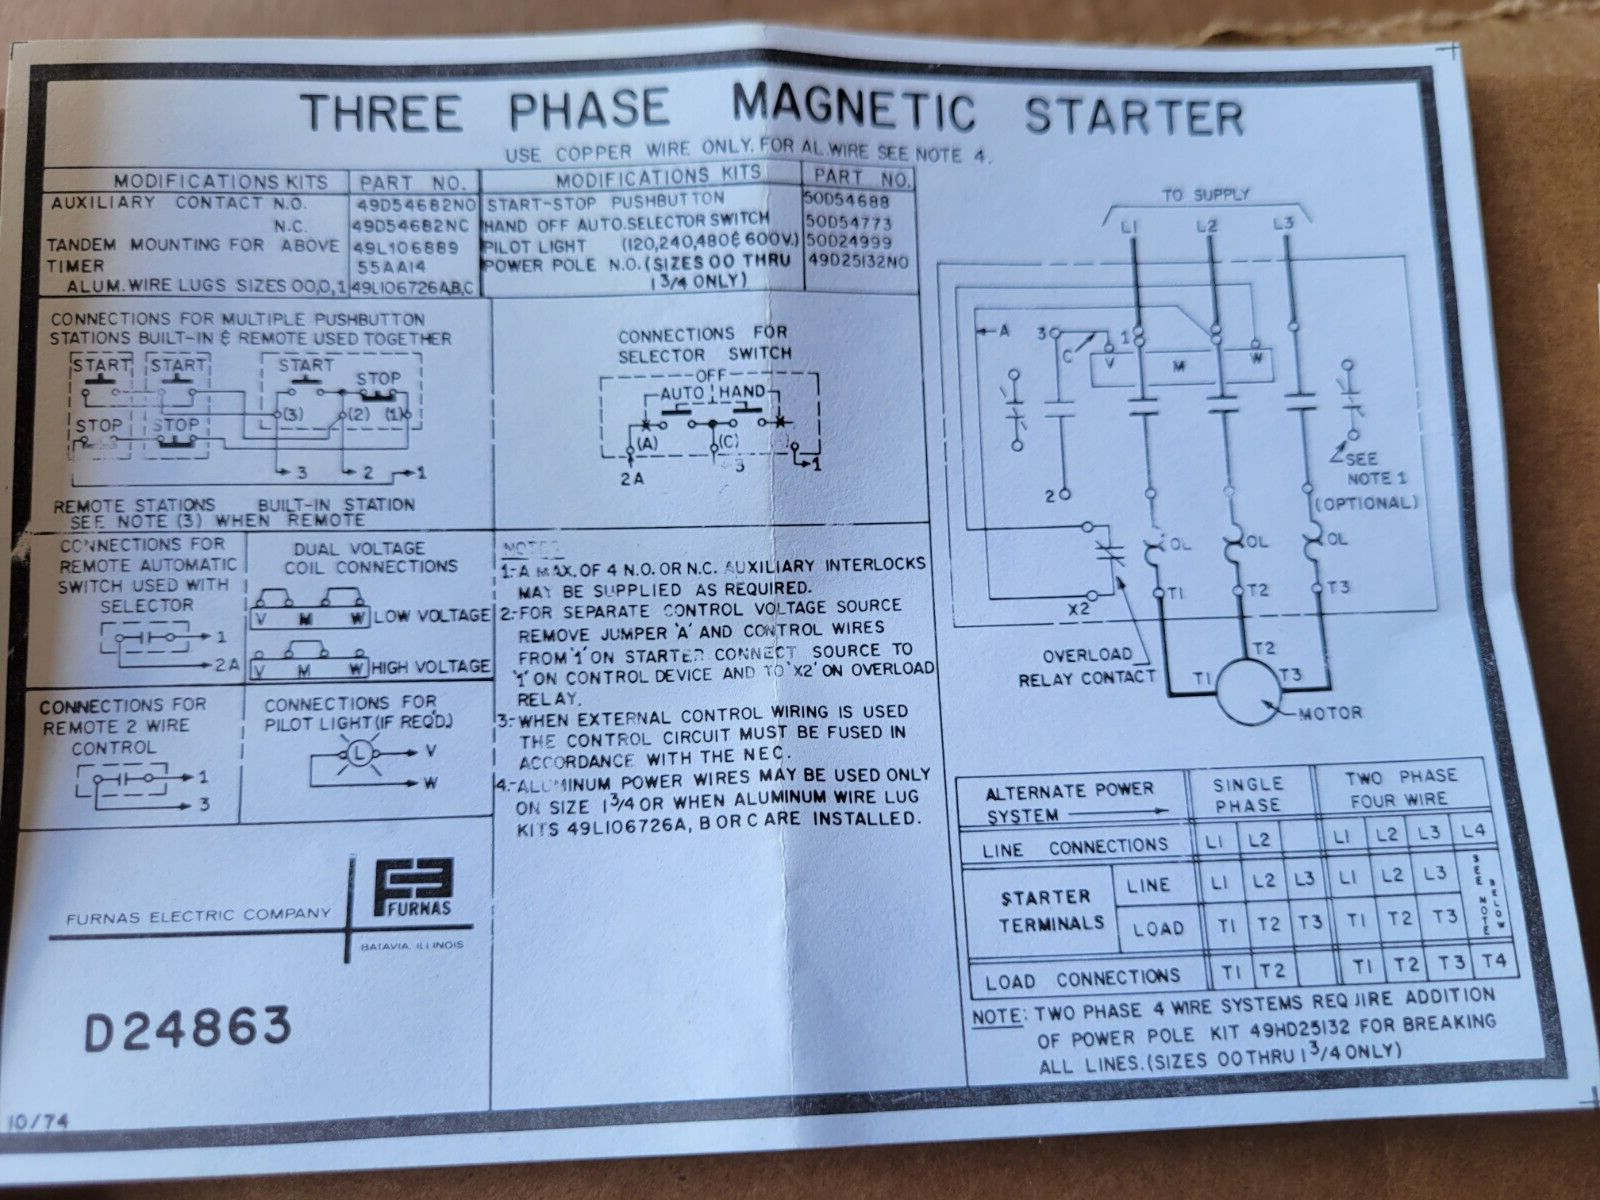 THREE PHASE MAGNETIC STARTER
USE COPPER WIRE ONLY. FOR AL. WIRE SEE NOTE 4.
MODIFICATIONS KITS PART NO. MODIFICATIONS KITS PART NO.
AUXILIARY CONTACT N.O. 49D54682NO START-STOP PUSHBUTTON 50D54688
N.C. 49D54682NC HAND OFF AUTO. SELECTOR SWITCH 50D54773
TANDEM MOUNTING FOR ABOVE 49L106889 PILOT LIGHT (120,240,480 & 600V.) 50D24999
TIMER 55AA14 POWER POLE N.O. (SIZES 00 THRU 49D25132NO
ALUM. WIRE LUGS SIZES 00,0,1 49L106726A,B,C 1 3/4 ONLY)
CONNECTIONS FOR MULTIPLE PUSHBUTTON
STATIONS BUILT-IN & REMOTE USED TOGETHER
START START START
STOP
(3) (2) (1)
STOP STOP
3 2 1
REMOTE STATIONS BUILT-IN STATION
SEE NOTE (3) WHEN REMOTE
CONNECTIONS FOR
SELECTOR SWITCH
OFF
AUTO HAND
(A) (C)
3 1
2A
CONNECTIONS FOR
REMOTE AUTOMATIC
SWITCH USED WITH
SELECTOR
1
2A
DUAL VOLTAGE
COIL CONNECTIONS
V M W LOW VOLTAGE
V M W HIGH VOLTAGE
CONNECTIONS FOR
REMOTE 2 WIRE
CONTROL
1
3
CONNECTIONS FOR
PILOT LIGHT (IF REQ'D.)
L V
W
NOTES
1.-A MAX. OF 4 N.O. OR N.C. AUXILIARY INTERLOCKS
MAY BE SUPPLIED AS REQUIRED.
2.-FOR SEPARATE CONTROL VOLTAGE SOURCE
REMOVE JUMPER 'A' AND CONTROL WIRES
FROM '1' ON STARTER. CONNECT SOURCE TO
'1' ON CONTROL DEVICE AND TO 'X2' ON OVERLOAD
RELAY.
3.-WHEN EXTERNAL CONTROL WIRING IS USED
THE CONTROL CIRCUIT MUST BE FUSED IN
ACCORDANCE WITH THE NEC.
4.-ALUMINUM POWER WIRES MAY BE USED ONLY
ON SIZE 1 3/4 OR WHEN ALUMINUM WIRE LUG
KITS 49L106726A, B OR C ARE INSTALLED.
FURNAS ELECTRIC COMPANY
FURNAS
BATAVIA, ILLINOIS
D24863
10/74
TO SUPPLY
L1 L2 L3
A 3 C 1 V M W
2
SEE
NOTE 1
(OPTIONAL)
OL OL OL
X2 T1 T2 T3
OVERLOAD
RELAY CONTACT
T1 T2 T3
MOTOR
ALTERNATE POWER
SYSTEM
SINGLE
PHASE
TWO PHASE
FOUR WIRE
LINE CONNECTIONS L1 L2 L1 L2 L3 L4
STARTER
TERMINALS
LINE L1 L2 L3 L1 L2 L3
LOAD T1 T2 T3 T1 T2 T3
SEE NOTE
BELOW
LOAD CONNECTIONS T1 T2 T1 T2 T3 T4
NOTE: TWO PHASE 4 WIRE SYSTEMS REQUIRE ADDITION
OF POWER POLE KIT 49HD25132 FOR BREAKING
ALL LINES. (SIZES 00 THRU 1 3/4 ONLY)